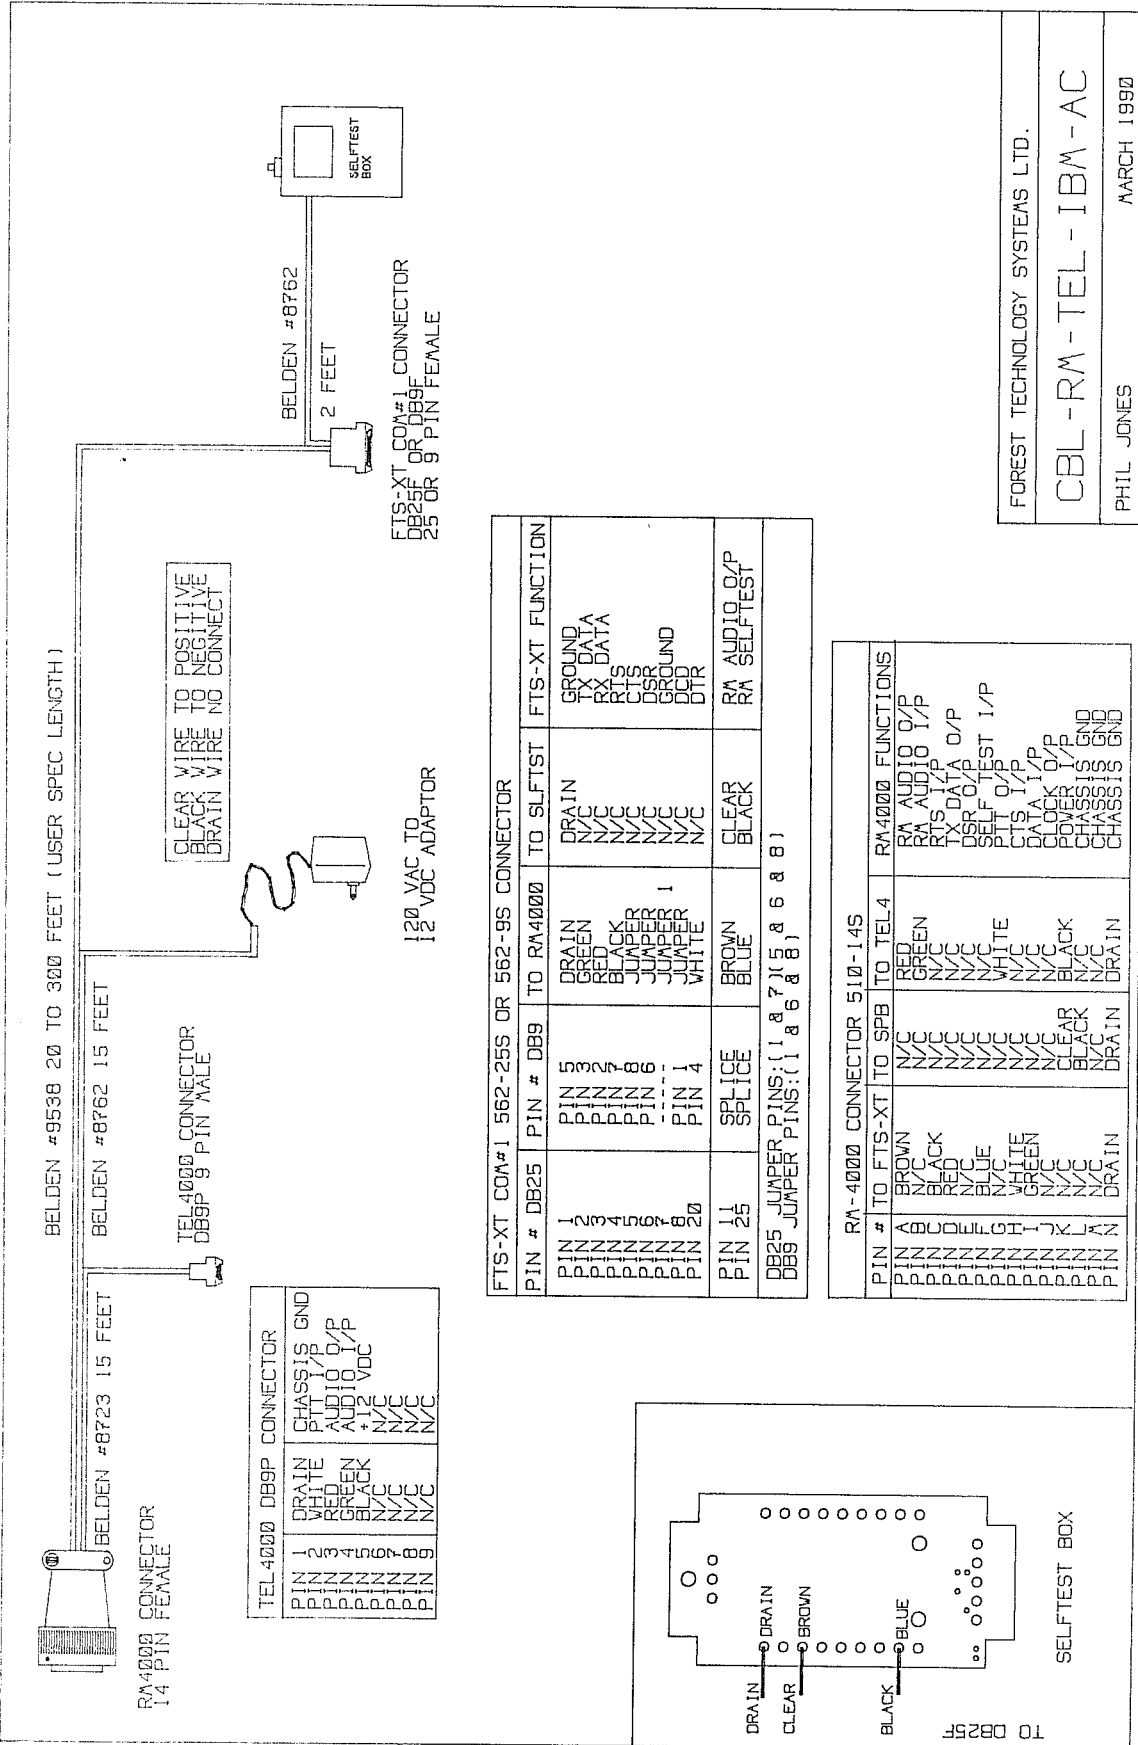 BELDEN #9538 20 TO 300 FEET (USER SPEC LENGTH)
BELDEN #8723 15 FEET
BELDEN #8762 15 FEET
RM4000 CONNECTOR
14 PIN FEMALE
TEL4000 CONNECTOR
DB9P 9 PIN MALE
CLEAR WIRE TO POSITIVE
BLACK WIRE TO NEGITIVE
DRAIN WIRE NO CONNECT
120 VAC TO
12 VDC ADAPTOR
BELDEN #8762
2 FEET
SELFTEST
BOX
FTS-XT COM#1 CONNECTOR
DB25F OR DB9F
25 OR 9 PIN FEMALE
TEL4000 DB9P CONNECTOR
PIN 1 DRAIN CHASSIS GND
PIN 2 WHITE PTT I/P
PIN 3 RED AUDIO O/P
PIN 4 GREEN AUDIO I/P
PIN 5 BLACK +12 VDC
PIN 6 N/C N/C
PIN 7 N/C N/C
PIN 8 N/C N/C
PIN 9 N/C N/C
FTS-XT COM#1 562-25S OR 562-9S CONNECTOR
PIN # DB25 PIN # DB9 TO RM4000 TO SLFTST FTS-XT FUNCTION
PIN 1 PIN 5 DRAIN DRAIN GROUND
PIN 2 PIN 3 GREEN N/C TX DATA
PIN 3 PIN 2 RED N/C RX DATA
PIN 4 PIN 7 BLACK N/C RTS
PIN 5 PIN 8 JUMPER N/C CTS
PIN 6 PIN 6 JUMPER N/C DSR
PIN 7 ----- JUMPER 1 N/C GROUND
PIN 8 PIN 1 JUMPER N/C DCD
PIN 20 PIN 4 WHITE N/C DTR
PIN 11 SPLICE BROWN CLEAR RM AUDIO O/P
PIN 25 SPLICE BLUE BLACK RM SELFTEST
DB25 JUMPER PINS:(1 & 7)(5 & 6 & 8)
DB9 JUMPER PINS:(1 & 6 & 8)
RM-4000 CONNECTOR 510-14S
PIN # TO FTS-XT TO SPB TO TEL4 RM4000 FUNCTIONS
PIN A BROWN N/C RED RM AUDIO O/P
PIN B N/C N/C GREEN RM AUDIO I/P
PIN C BLACK N/C N/C RTS I/P
PIN D RED N/C N/C TX DATA O/P
PIN E N/C N/C N/C DSR O/P
PIN F BLUE N/C N/C SELF TEST I/P
PIN G N/C N/C WHITE PTT O/P
PIN H WHITE N/C N/C CTS I/P
PIN I GREEN N/C N/C DATA I/P
PIN J N/C N/C N/C CLOCK O/P
PIN K N/C CLEAR BLACK POWER I/P
PIN L N/C BLACK N/C CHASSIS GND
PIN M N/C N/C N/C CHASSIS GND
PIN N DRAIN DRAIN DRAIN CHASSIS GND
DRAIN
CLEAR
BLACK
DRAIN
BROWN
BLUE
TO DB25F
SELFTEST BOX
FOREST TECHNOLOGY SYSTEMS LTD.
CBL-RM-TEL-IBM-AC
PHIL JONES MARCH 1990